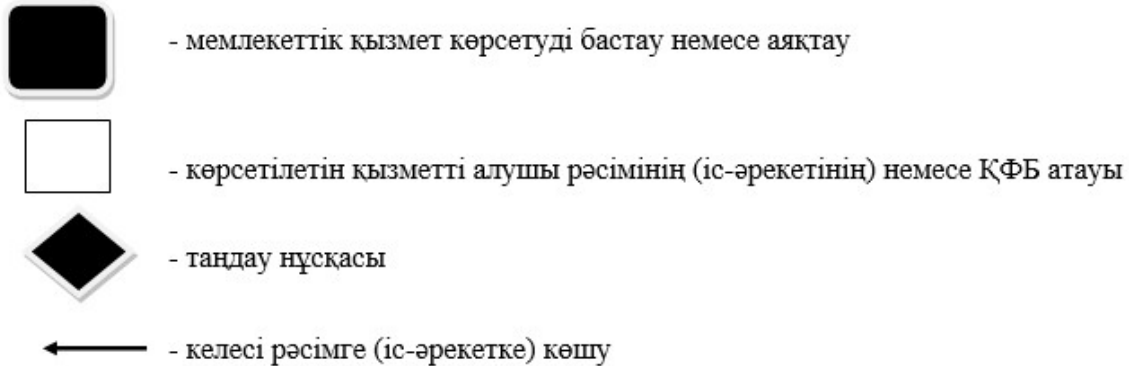 - мемлекеттік қызмет көрсетуді бастау немесе аяқтау
- көрсетілетін қызметті алушы рәсімінің (іс-әрекетінің) немесе ҚФБ атауы
- таңдау нұсқасы
- келесі рәсімге (іс-әрекетке) көшу